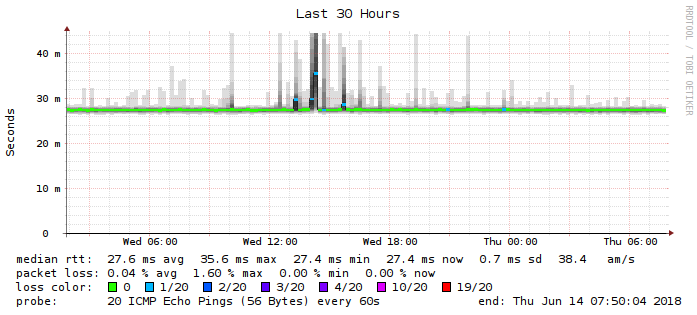 Last 30 Hours
RRDTOOL / TOBI OETIKER
Seconds
40 m
30 m
20 m
10 m
0
Wed 06:00 Wed 12:00 Wed 18:00 Thu 00:00 Thu 06:00
median rtt: 27.6 ms avg 35.6 ms max 27.4 ms min 27.4 ms now 0.7 ms sd 38.4 am/s
packet loss: 0.04 % avg 1.60 % max 0.00 % min 0.00 % now
loss color: 0 1/20 2/20 3/20 4/20 10/20 19/20
probe: 20 ICMP Echo Pings (56 Bytes) every 60s end: Thu Jun 14 07:50:04 2018